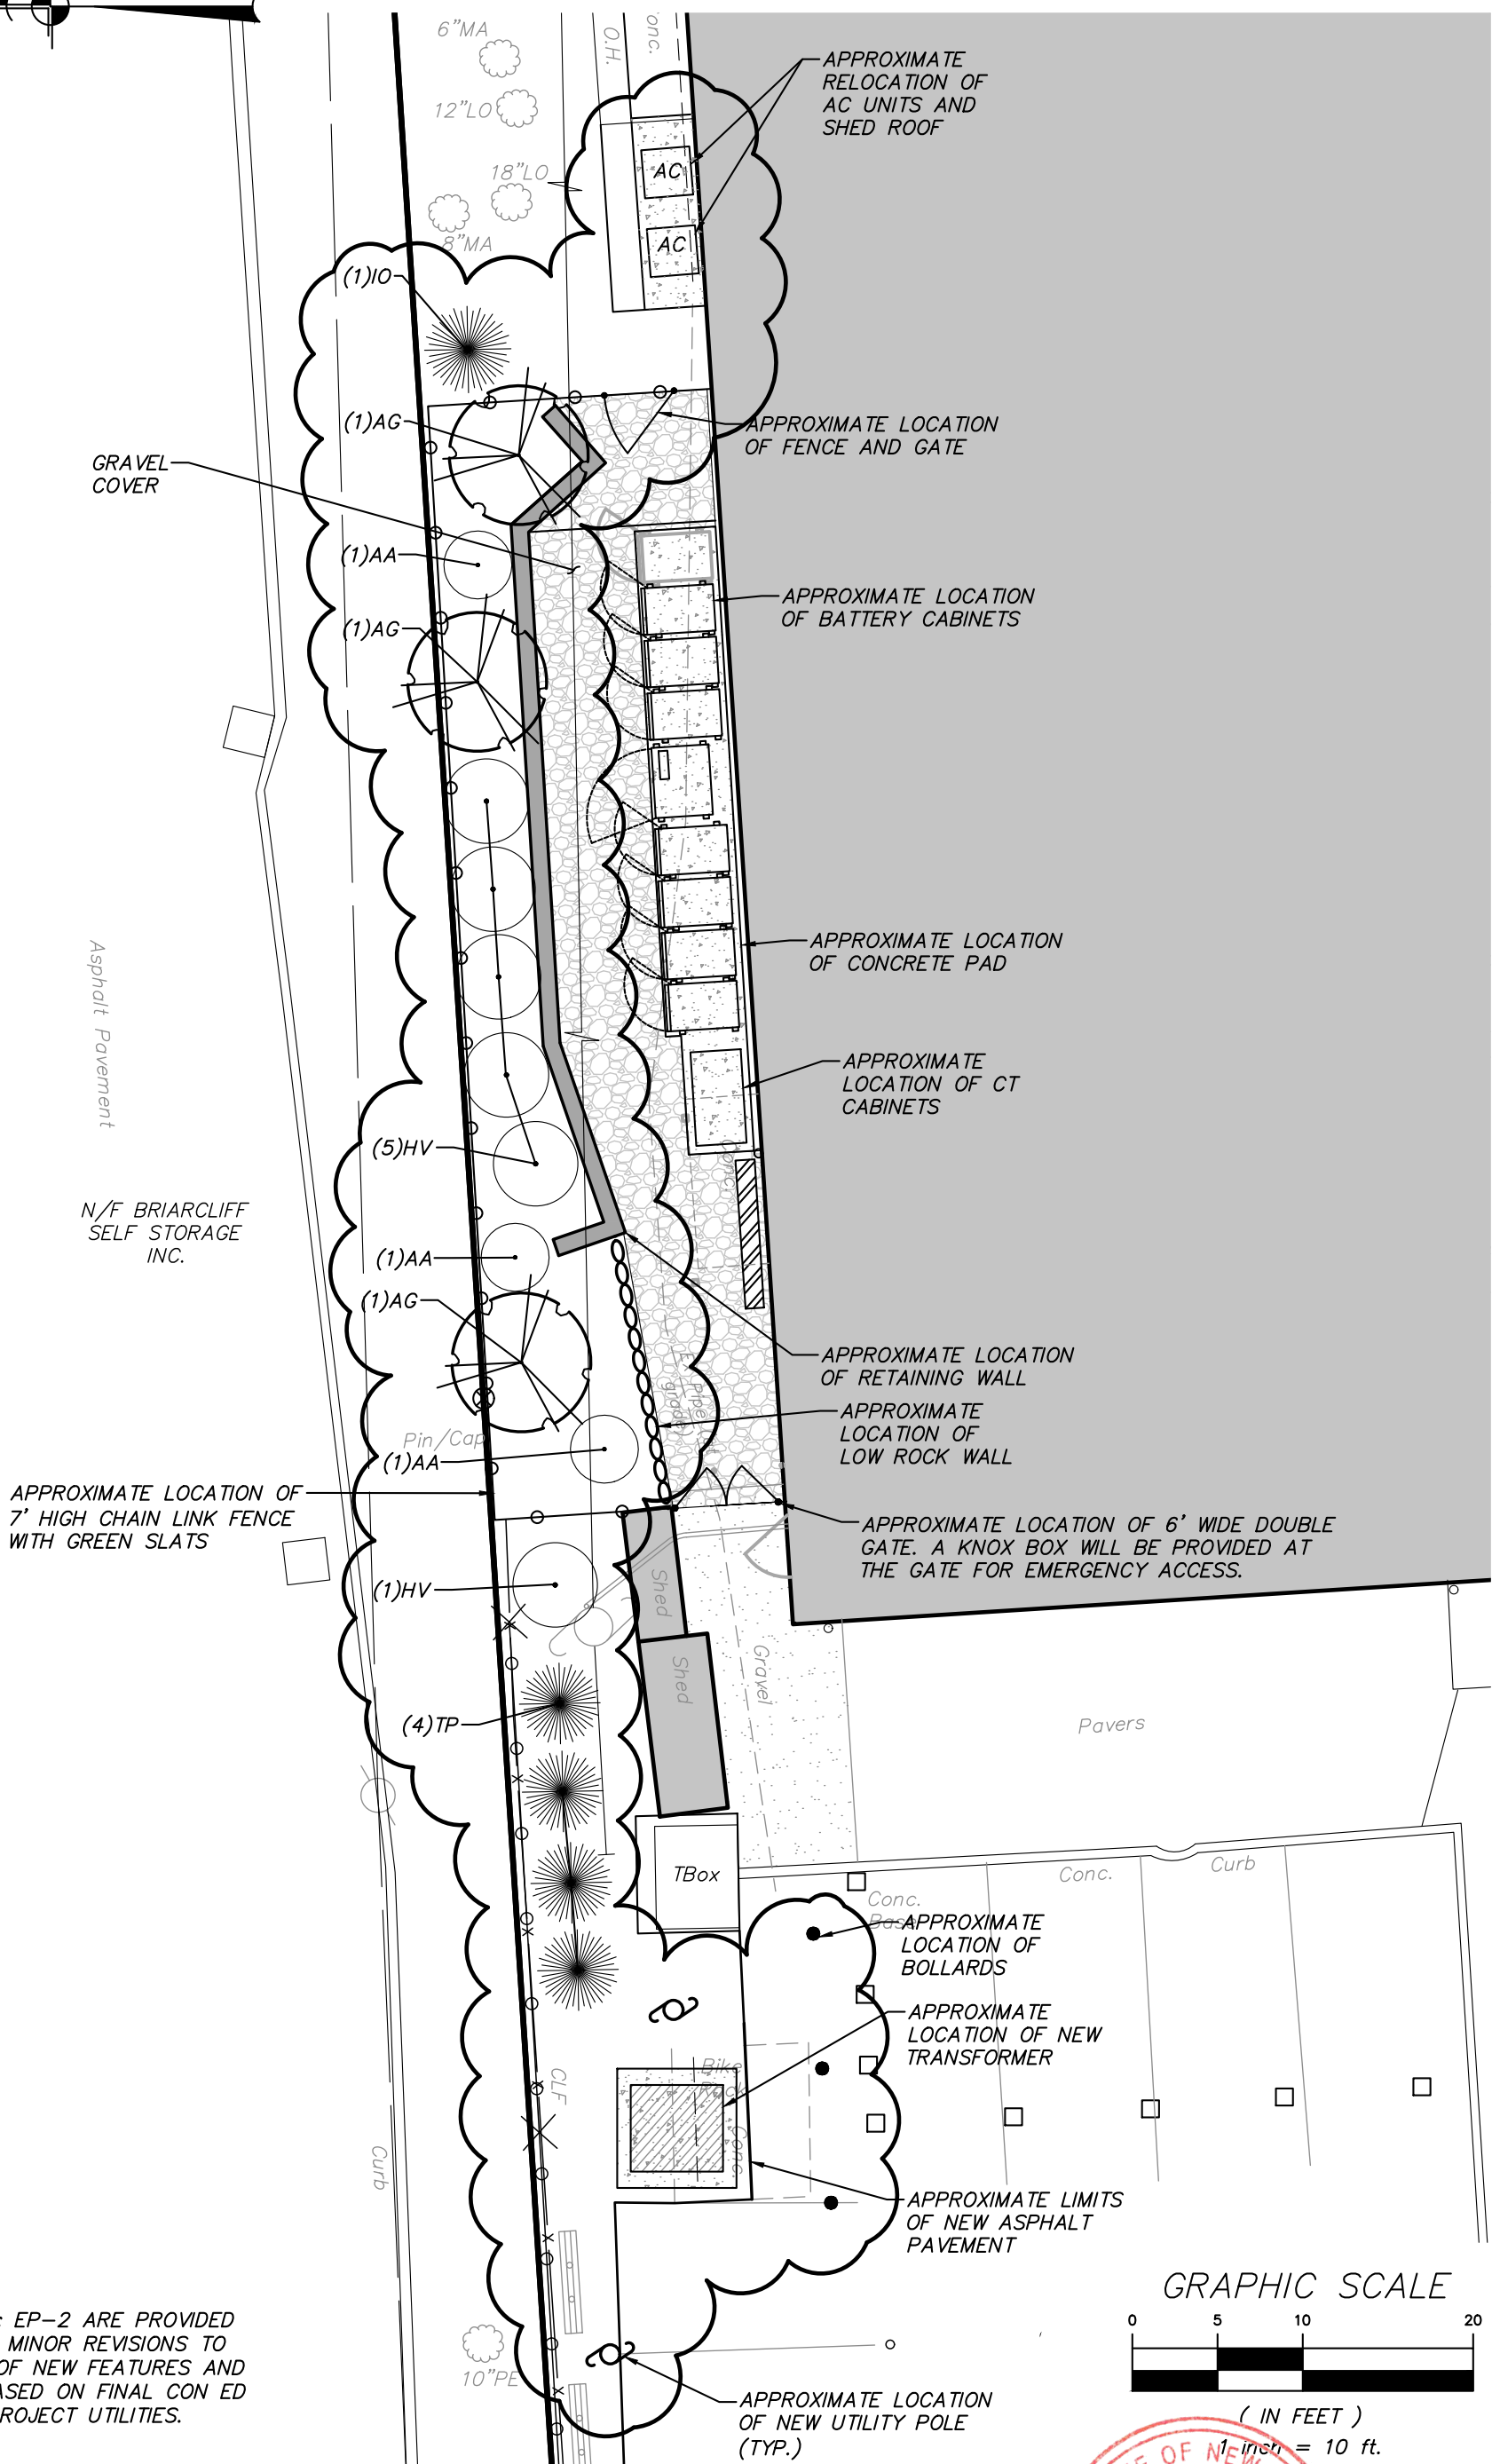 6"MA
12"LO
18"LO
8"MA
O.H.
onc.
APPROXIMATE
RELOCATION OF
AC UNITS AND
SHED ROOF
AC
AC
(1)IO
(1)AG
APPROXIMATE LOCATION
OF FENCE AND GATE
GRAVEL
COVER
(1)AA
(1)AG
APPROXIMATE LOCATION
OF BATTERY CABINETS
Asphalt Pavement
APPROXIMATE LOCATION
OF CONCRETE PAD
APPROXIMATE
LOCATION OF CT
CABINETS
Conc.
(5)HV
N/F BRIARCLIFF
SELF STORAGE
INC.
(1)AA
(1)AG
APPROXIMATE LOCATION
OF RETAINING WALL
APPROXIMATE
LOCATION OF
LOW ROCK WALL
Pin/Cap
(1)AA
APPROXIMATE LOCATION OF
7' HIGH CHAIN LINK FENCE
WITH GREEN SLATS
APPROXIMATE LOCATION OF 6' WIDE DOUBLE
GATE. A KNOX BOX WILL BE PROVIDED AT
THE GATE FOR EMERGENCY ACCESS.
(1)HV
Shed
Shed
Gravel
(4)TP
Pavers
TBox
Conc.
Curb
Conc.
Base
APPROXIMATE
LOCATION OF
BOLLARDS
APPROXIMATE
LOCATION OF NEW
TRANSFORMER
Bike
Rack
Conc
CLF
Curb
APPROXIMATE LIMITS
OF NEW ASPHALT
PAVEMENT
GRAPHIC SCALE
0 5 10 20
( IN FEET )
1 inch = 10 ft.
EP-2 ARE PROVIDED
MINOR REVISIONS TO
OF NEW FEATURES AND
ASED ON FINAL CON ED
ROJECT UTILITIES.
10"PE
APPROXIMATE LOCATION
OF NEW UTILITY POLE
(TYP.)
E OF NEW